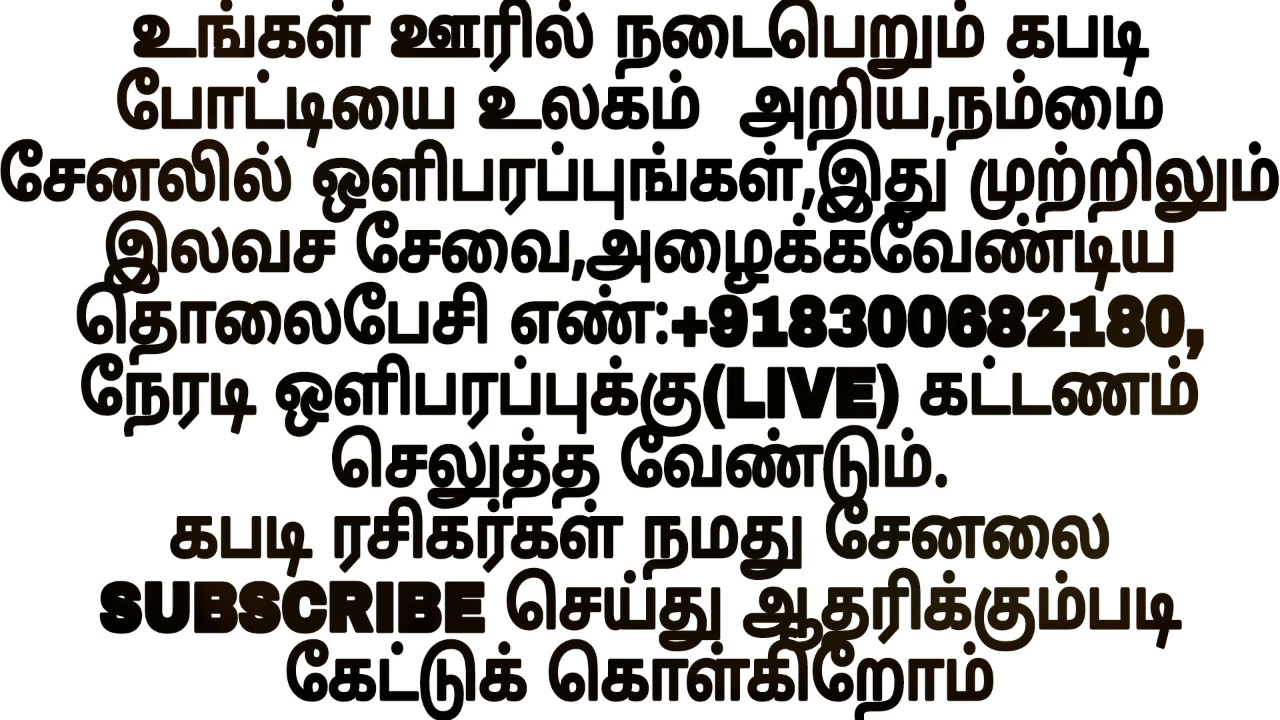 உங்கள் ஊரில் நடைபெறும் கபடி
போட்டியை உலகம் அறிய,நம்மை
சேனலில் ஒளிபரப்புங்கள்,இது முற்றிலும்
இலவச சேவை,அழைக்கவேண்டிய
தொலைபேசி எண்:+918300682180,
நேரடி ஒளிபரப்புக்கு(LIVE) கட்டணம்
செலுத்த வேண்டும்.
கபடி ரசிகர்கள் நமது சேனலை
SUBSCRIBE செய்து ஆதரிக்கும்படி
கேட்டுக் கொள்கிறோம்